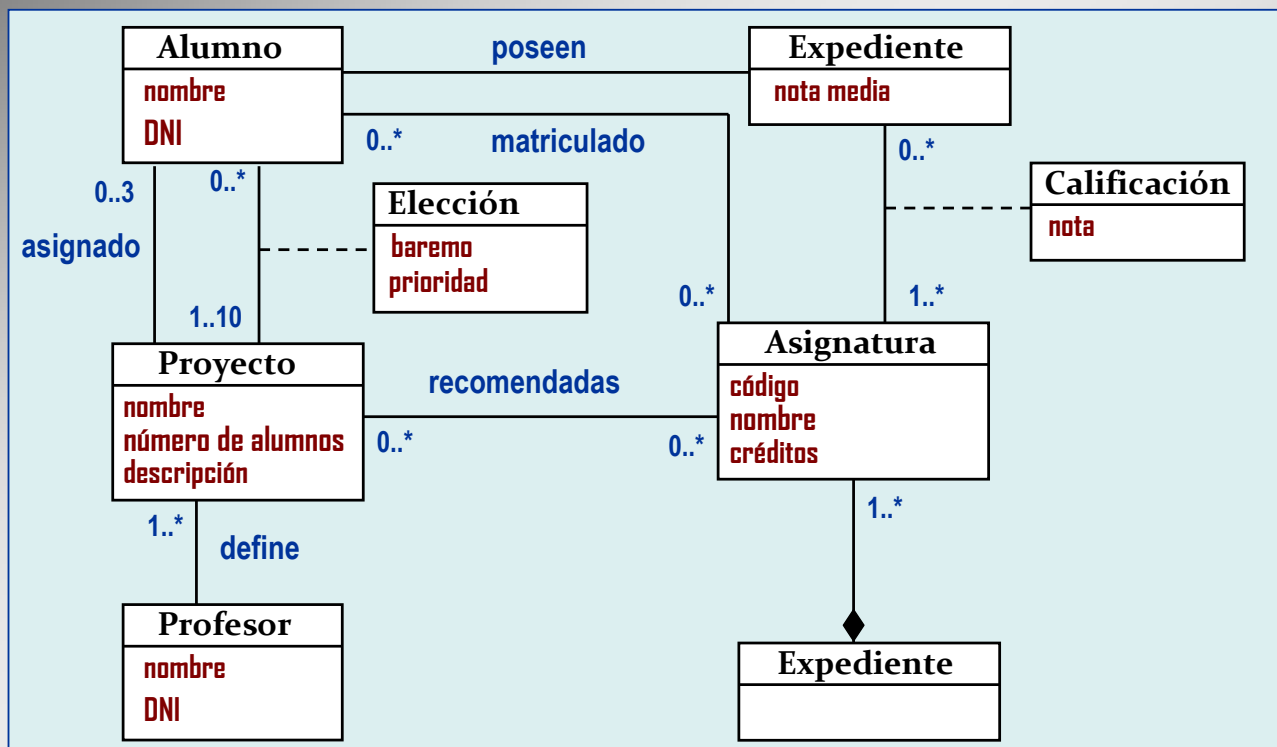 Alumno
nombre
DNI
poseen
Expediente
nota media
0..*
matriculado
0..*
Calificación
nota
0..3
0..*
asignado
Elección
baremo
prioridad
1..10
0..*
1..*
Proyecto
nombre
número de alumnos
descripción
recomendadas
0..*
0..*
Asignatura
código
nombre
créditos
1..*
define
1..*
Profesor
nombre
DNI
Expediente